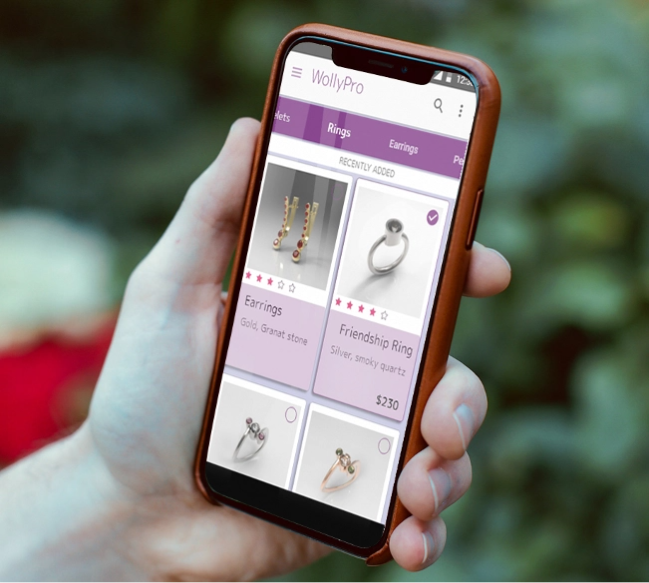 WollyPro
lets Rings Earrings Pe
RECENTLY ADDED
Earrings
Gold, Granat stone
Friendship Ring
Silver, smoky quartz
$230